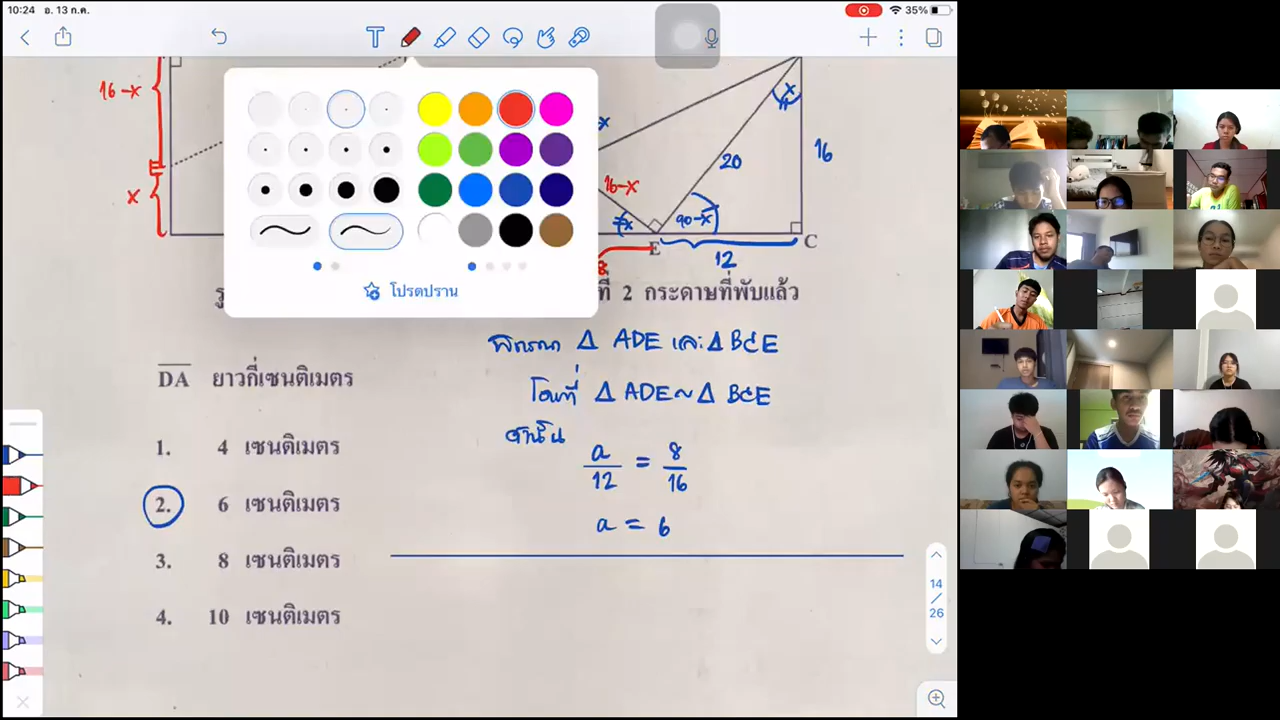 10:24 อ. 13 ก.ค.
35%
16-x
x
x
x
20
16
16-x
x
90-x
E
C
8
12
โปรดปราน
ที่ 2 กระดาษที่พับแล้ว
พิจารณา Δ ADE และ Δ BCE
DA ยาวกี่เซนติเมตร
โดยที่ Δ ADE ~ Δ BCE
ดังนั้น
1. 4 เซนติเมตร
a/12 = 8/16
2. 6 เซนติเมตร
a = 6
3. 8 เซนติเมตร
4. 10 เซนติเมตร
14
/
26